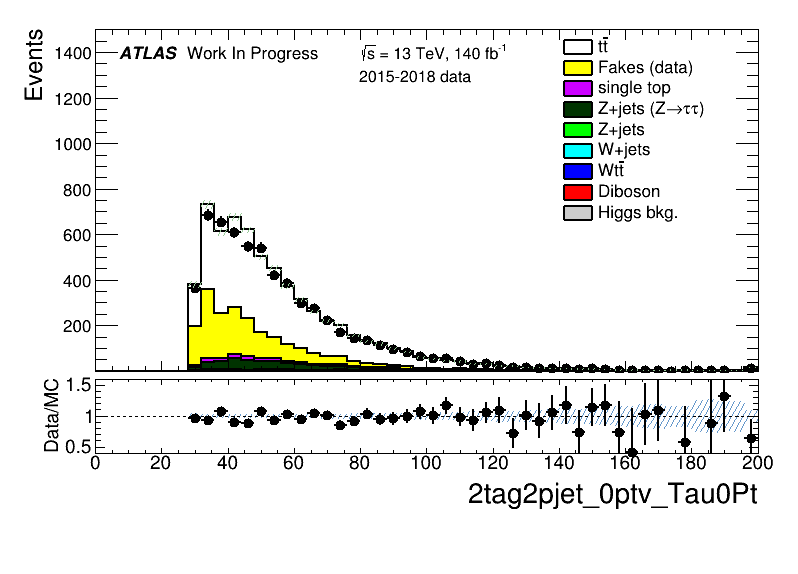 Events
1400
1200
1000
800
600
400
200
ATLAS Work In Progress
√s = 13 TeV, 140 fb⁻¹
2015-2018 data
tt̄
Fakes (data)
single top
Z+jets (Z→ττ)
Z+jets
W+jets
Wtt̄
Diboson
Higgs bkg.
Data/MC
1.5
1
0.5
0 20 40 60 80 100 120 140 160 180 200
2tag2pjet_0ptv_Tau0Pt